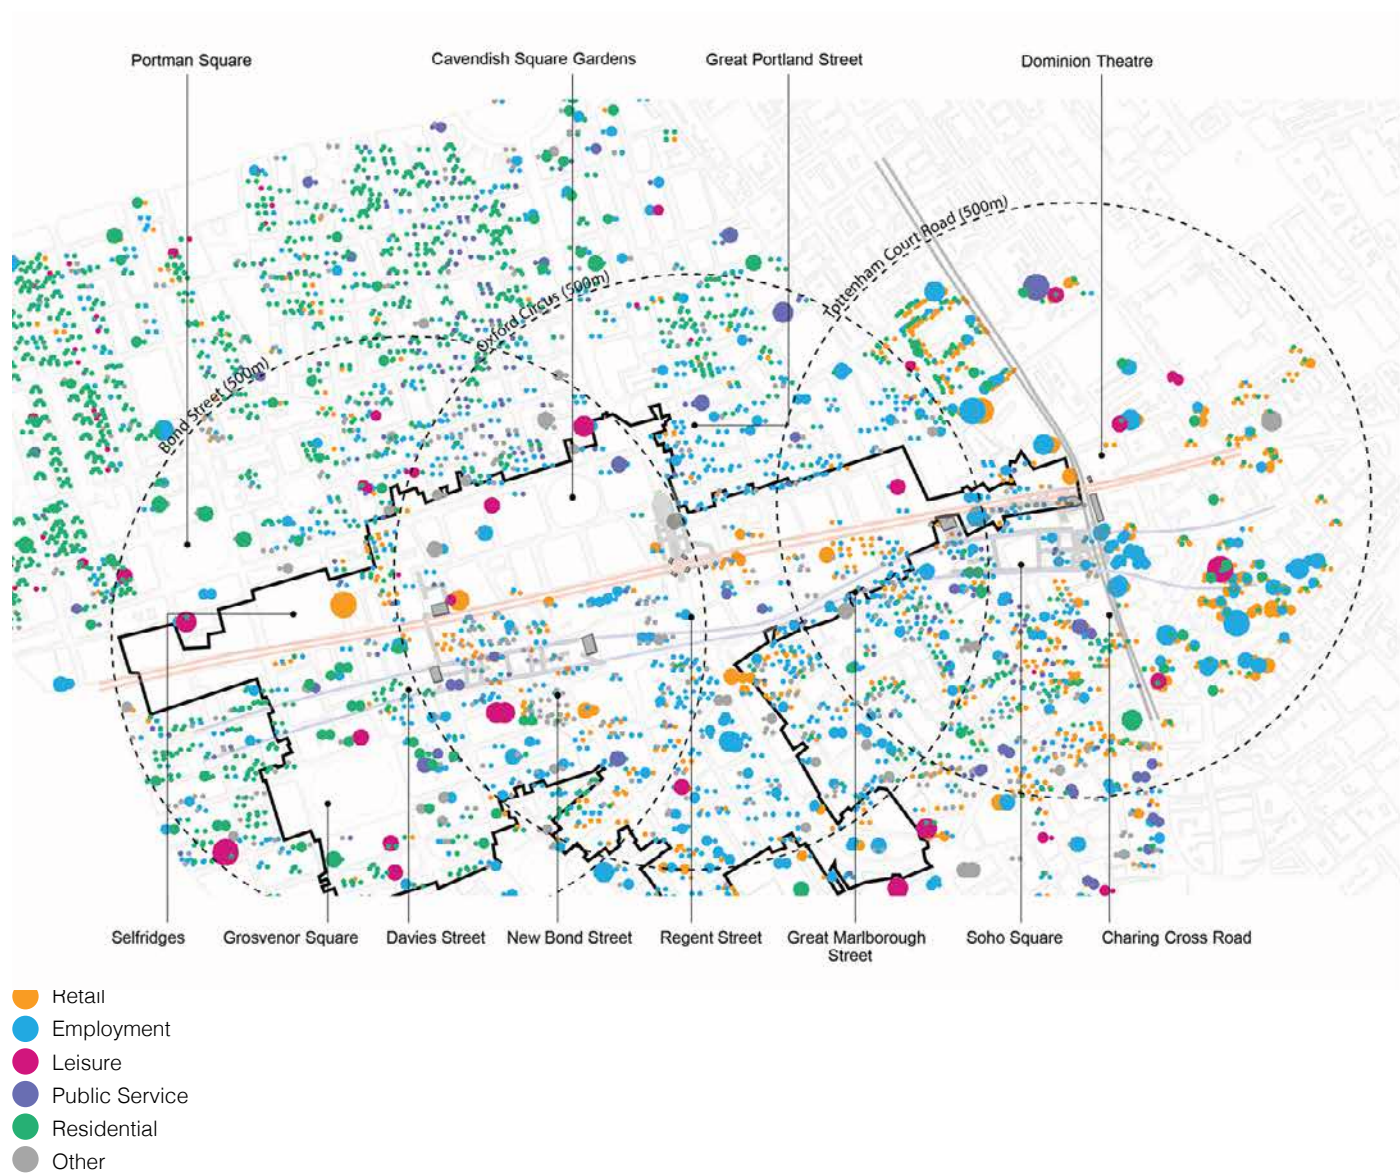 Portman Square
Cavendish Square Gardens
Great Portland Street
Dominion Theatre
Tottenham Court Road (500m)
Oxford Circus (500m)
Bond Street (500m)
Selfridges
Grosvenor Square
Davies Street
New Bond Street
Regent Street
Great Marlborough
Street
Soho Square
Charing Cross Road
Retail
Employment
Leisure
Public Service
Residential
Other